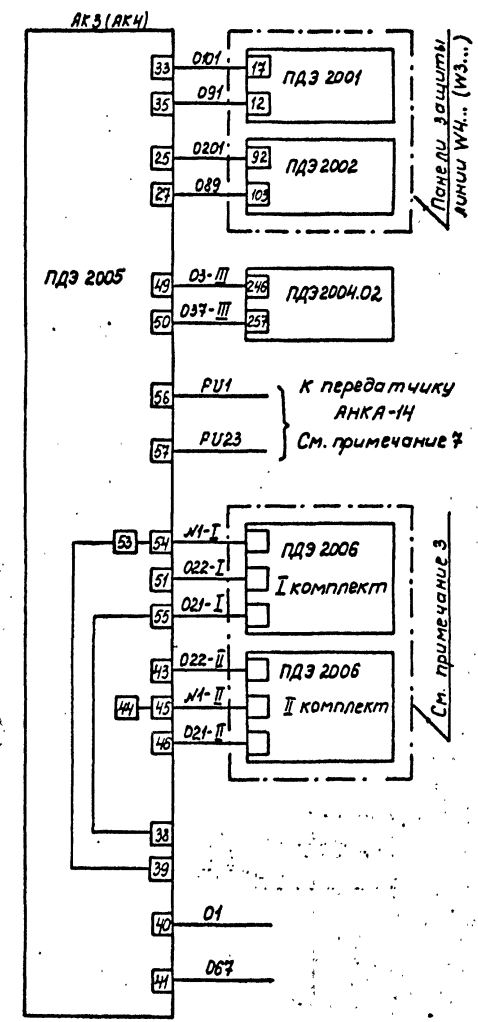 АК3 (АК4)
ПДЭ 2005
33 0101 17 ПДЭ 2001
35 091 12
25 0201 92 ПДЭ 2002
27 089 109
Панели защиты
линии W4... (W3...)
49 03-III 246 ПДЭ2004.02
50 037-III 257
56 PU1
57 PU23
К передатчику
АНКА-14
См. примечание 7
53 54 N1-I ПДЭ 2006
51 022-I I комплект
55 021-I
43 022-II ПДЭ 2006
44 45 N1-II II комплект
46 021-II
См. примечание 3
38
39
40 01
41 067